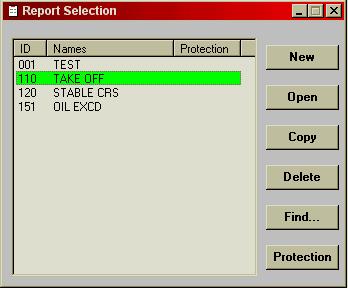 Report Selection
ID Names Protection
001 TEST
110 TAKE OFF
120 STABLE CRS
151 OIL EXCD
New
Open
Copy
Delete
Find...
Protection